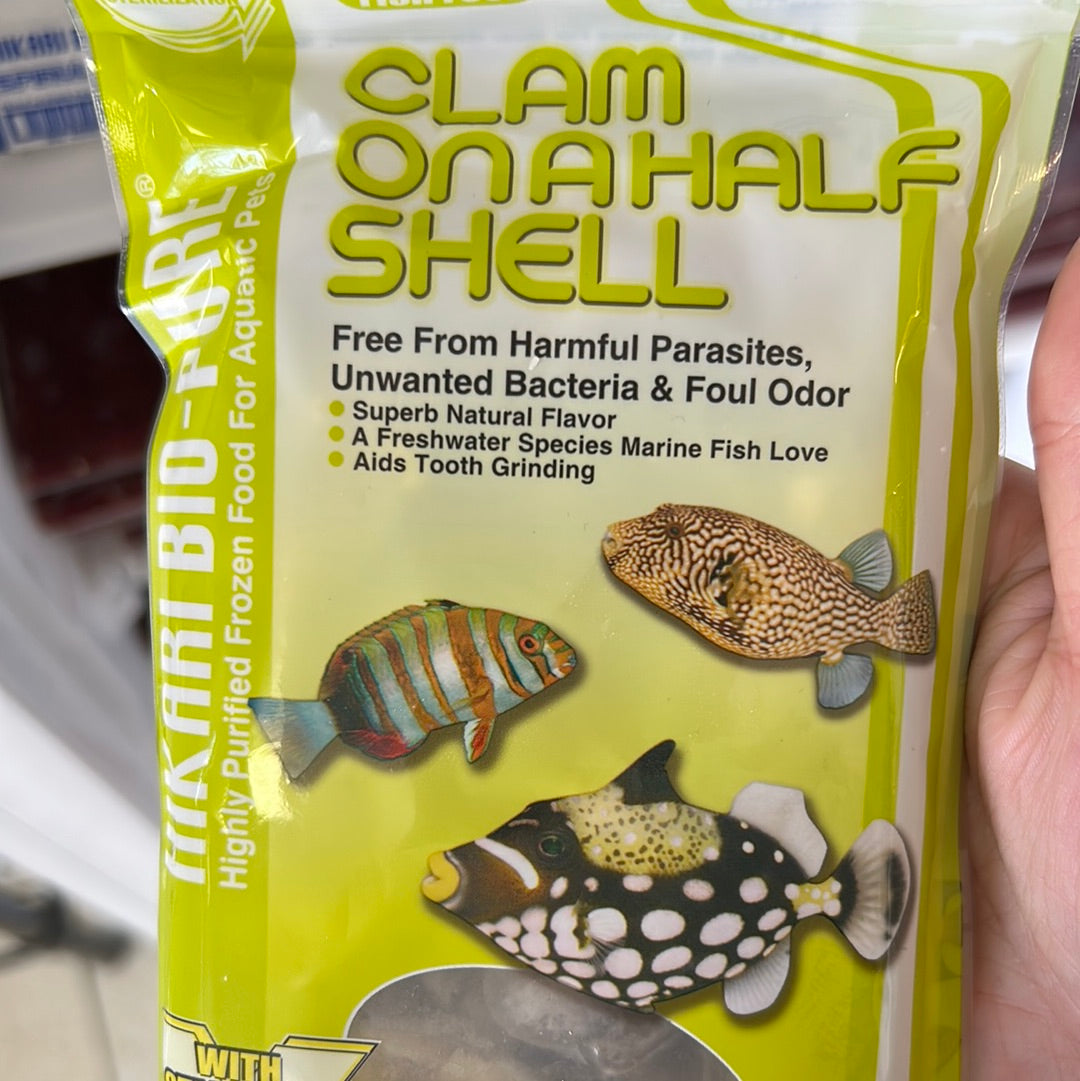 STERILIZATION
CLAM
ON A HALF
SHELL
Free From Harmful Parasites,
Unwanted Bacteria & Foul Odor
• Superb Natural Flavor
• A Freshwater Species Marine Fish Love
• Aids Tooth Grinding
HIKARI BIO-PURE®
Highly Purified Frozen Food For Aquatic Pets
WITH